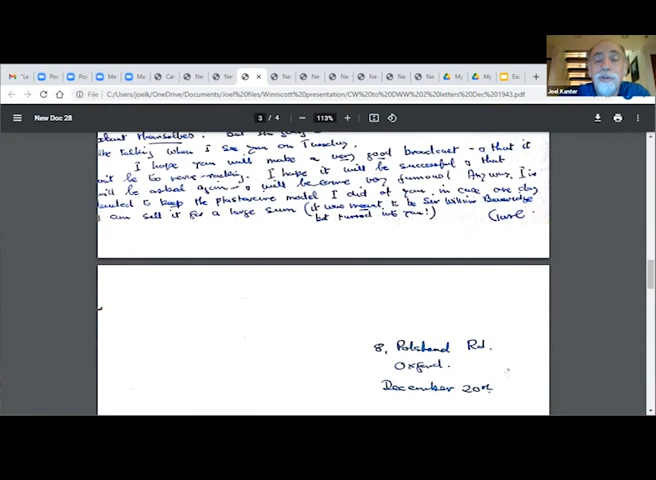 Joel Kanter
File
C:/Users/joelk/OneDrive/Documents/Joel%20files/Winnicott%20presentation/CW%20to%20DWW%202%20letters%20Dec%201943.pdf
New Doc 28
3 / 4
113%
themselves. But
talking when I see you on Tuesday.
I hope you will make a very good broadcast - & that it
be too nerve-racking. I hope it will be successful & that
will be asked again - & will become very famous! Anyway, I
to keep the plasticine model I did of you in case one day
can sell it for a large sum (it was meant to be Sir William Beveridge
but turned into you!)
Clare
8, Polstead Rd.
Oxford.
December 20th